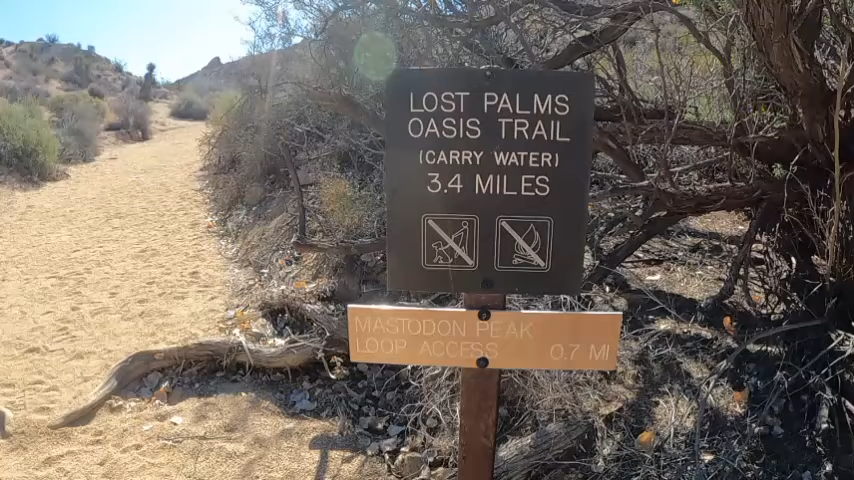 LOST PALMS
OASIS TRAIL
(CARRY WATER)
3.4 MILES
MASTODON PEAK
LOOP ACCESS 0.7 MI